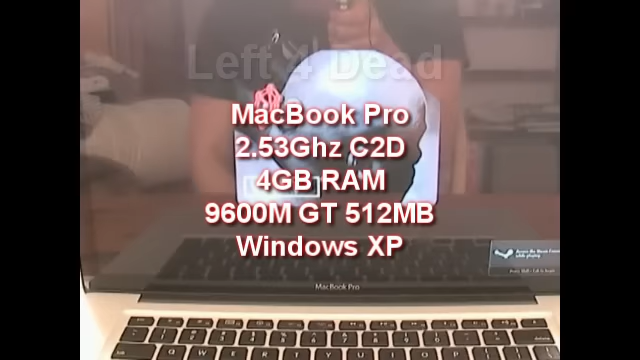 Left 4 Dead
MacBook Pro
2.53Ghz C2D
4GB RAM
9600M GT 512MB
Windows XP
MacBook Pro
Q W E R T Y U I O P